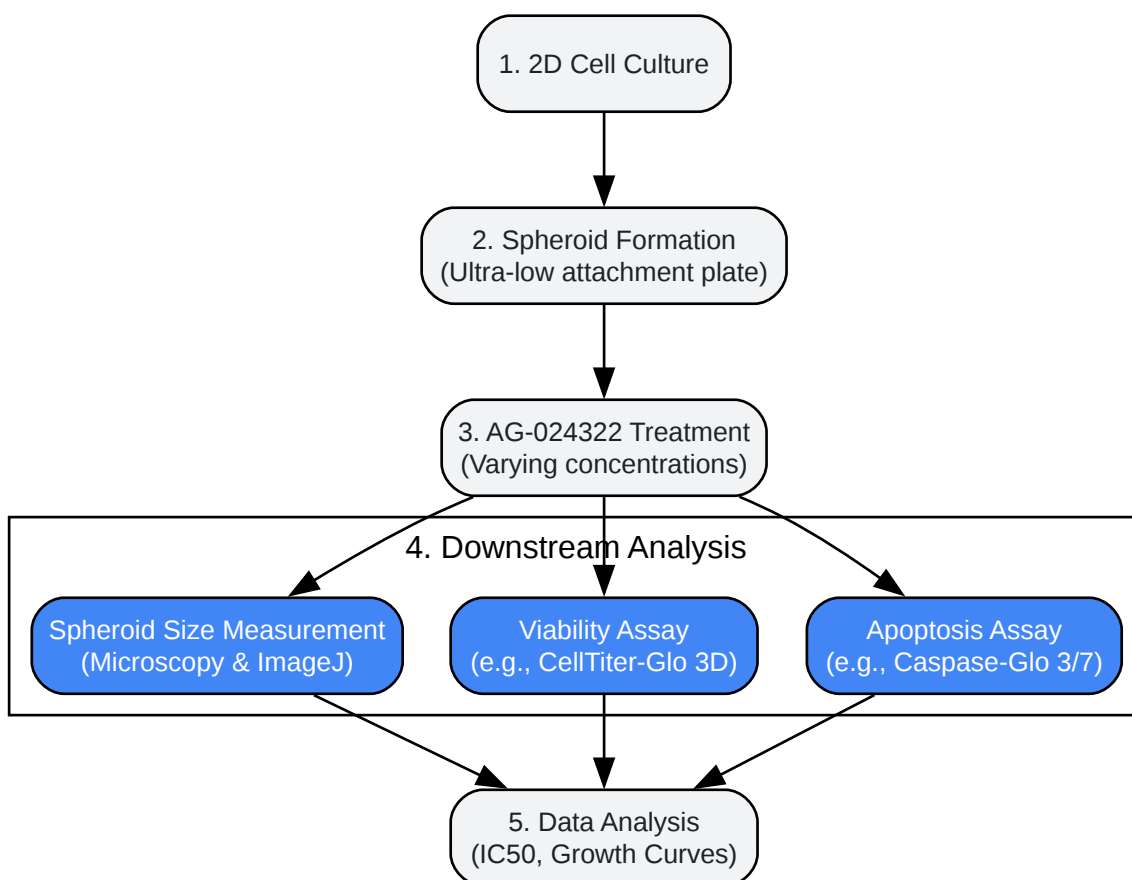 1. 2D Cell Culture
2. Spheroid Formation
(Ultra-low attachment plate)
3. AG-024322 Treatment
(Varying concentrations)
4. Downstream Analysis
Spheroid Size Measurement
(Microscopy & ImageJ)
Viability Assay
(e.g., CellTiter-Glo 3D)
Apoptosis Assay
(e.g., Caspase-Glo 3/7)
5. Data Analysis
(IC50, Growth Curves)